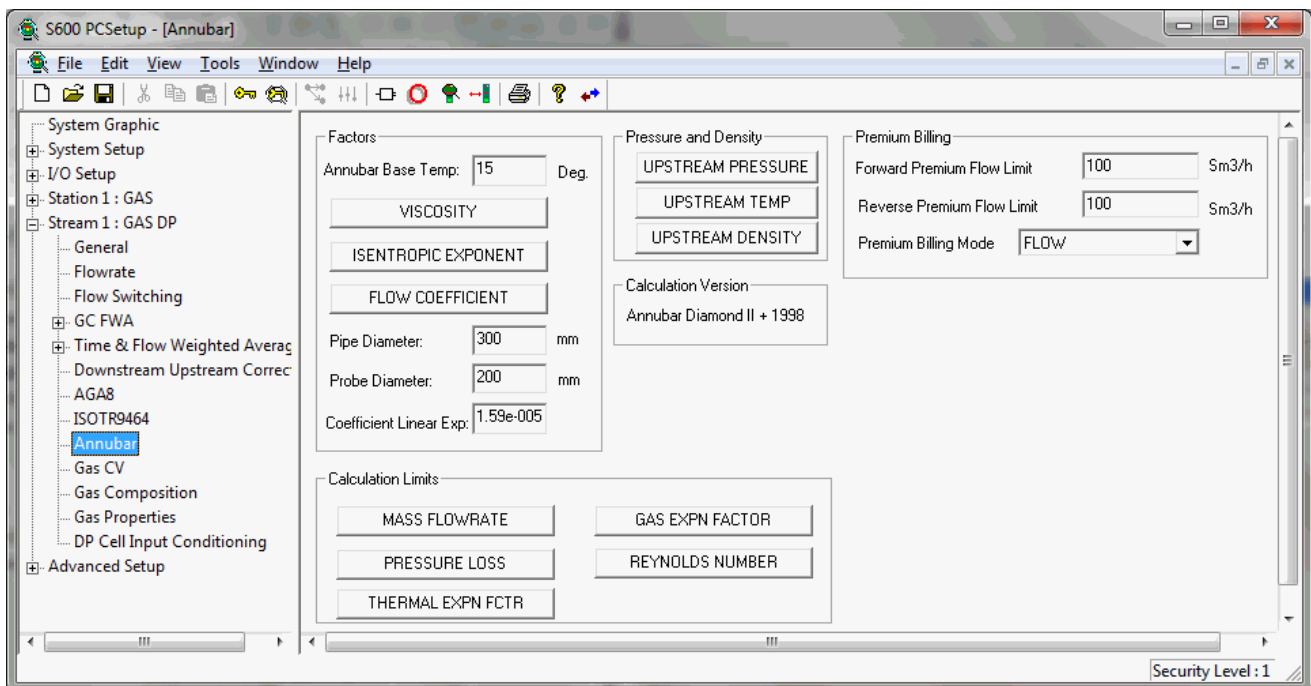 S600 PCSetup - [Annubar]
File Edit View Tools Window Help
System Graphic
System Setup
I/O Setup
Station 1 : GAS
Stream 1 : GAS DP
General
Flowrate
Flow Switching
GC FWA
Time & Flow Weighted Averag
Downstream Upstream Correc
AGA8
ISOTR9464
Annubar
Gas CV
Gas Composition
Gas Properties
DP Cell Input Conditioning
Advanced Setup
Factors
Annubar Base Temp: 15 Deg.
VISCOSITY
ISENTROPIC EXPONENT
FLOW COEFFICIENT
Pipe Diameter: 300 mm
Probe Diameter: 200 mm
Coefficient Linear Exp: 1.59e-005
Pressure and Density
UPSTREAM PRESSURE
UPSTREAM TEMP
UPSTREAM DENSITY
Calculation Version
Annubar Diamond II + 1998
Premium Billing
Forward Premium Flow Limit 100 Sm3/h
Reverse Premium Flow Limit 100 Sm3/h
Premium Billing Mode FLOW
Calculation Limits
MASS FLOWRATE GAS EXPN FACTOR
PRESSURE LOSS REYNOLDS NUMBER
THERMAL EXPN FCTR
Security Level : 1